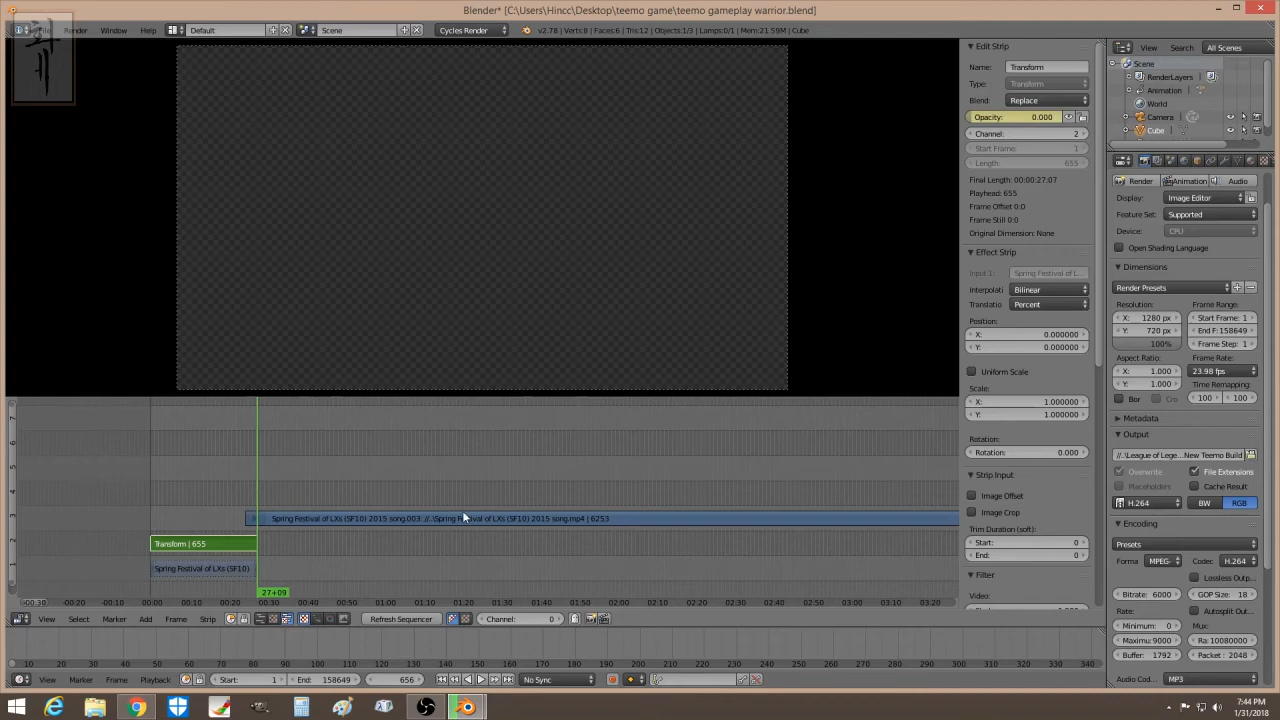 Blender* [C:\Users\Hincc\Desktop\teemo game\teemo gameplay warrior.blend]
File Render Window Help Default Scene Cycles Render v2.78 | Verts:8 | Faces:6 | Tris:12 | Objects:1/3 | Lamps:0/1 | Mem:21.59M | Cube
Edit Strip
Name: Transform
Type: Transform
Blend: Replace
Opacity: 0.000
Channel: 2
Start Frame: 1
Length: 655
Final Length: 00:00:27:07
Playhead: 655
Frame Offset 0:0
Frame Still 0:0
Original Dimension: None
Effect Strip
Input 1: Spring Festival of L...
Interpolati Bilinear
Translatio Percent
Position:
X: 0.000000
Y: 0.000000
Uniform Scale
Scale:
X: 1.000000
Y: 1.000000
Rotation:
Rotation: 0.000
Strip Input
Image Offset
Image Crop
Trim Duration (soft):
Start: 0
End: 0
Filter
Video:
View Search All Scenes
Scene
RenderLayers
Animation
World
Camera
Cube
Render Animation Audio
Display: Image Editor
Feature Set: Supported
Device: CPU
Open Shading Language
Dimensions
Render Presets
Resolution: Frame Range:
X: 1280 px Start Frame: 1
Y: 720 px End F: 158649
100% Frame Step: 1
Aspect Ratio: Frame Rate:
X: 1.000 23.98 fps
Y: 1.000 Time Remapping:
Bor Cro 100 100
Metadata
Output
//..\League of Lege...New Teemo Build
Overwrite File Extensions
Placeholders Cache Result
H.264 BW RGB
Encoding
Presets
Forma MPEG- Codec H.264
Lossless Outp...
Bitrate: 6000 GOP Size: 18
Rate: Autosplit Out...
Minimu: 0 Mux:
Maximu: 9000 Ra: 10080000
Buffer: 1792 Packet : 2048
Audio Cod... MP3
7
6
5
4
3
2
1
Spring Festival of LXs (SF10) 2015 song.003: //..\Spring Festival of LXs (SF10) 2015 song.mp4 | 6253
Transform | 655
Spring Festival of LXs (SF10)
27+09
-00:30 -00:20 -00:10 00:00 00:10 00:20 00:30 00:40 00:50 01:00 01:10 01:20 01:30 01:40 01:50 02:00 02:10 02:20 02:30 02:40 02:50 03:00 03:10 03:20
View Select Marker Add Frame Strip Refresh Sequencer Channel: 0
10 20 30 40 50 60 70 80 90 100 110 120 130 140 150 160 170 180 190 200 210 220 230 240 250 260 270 280 290 300 310 320 330 340
View Marker Frame Playback Start: 1 End: 158649 656 No Sync
7:44 PM
1/31/2018